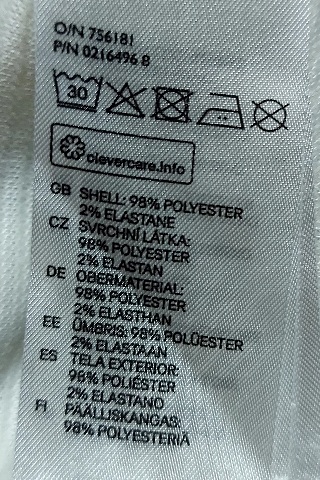 O/N 756181
P/N 0216496 8
30
clevercare.info
GB SHELL: 98% POLYESTER
2% ELASTANE
CZ SVRCHNÍ LÁTKA:
98% POLYESTER
2% ELASTAN
DE OBERMATERIAL:
98% POLYESTER
2% ELASTHAN
EE ÜMBRIS: 98% POLÜESTER
2% ELASTAAN
ES TELA EXTERIOR:
98% POLIÉSTER
2% ELASTANO
FI PÄÄLLISKANGAS:
98% POLYESTERIÄ